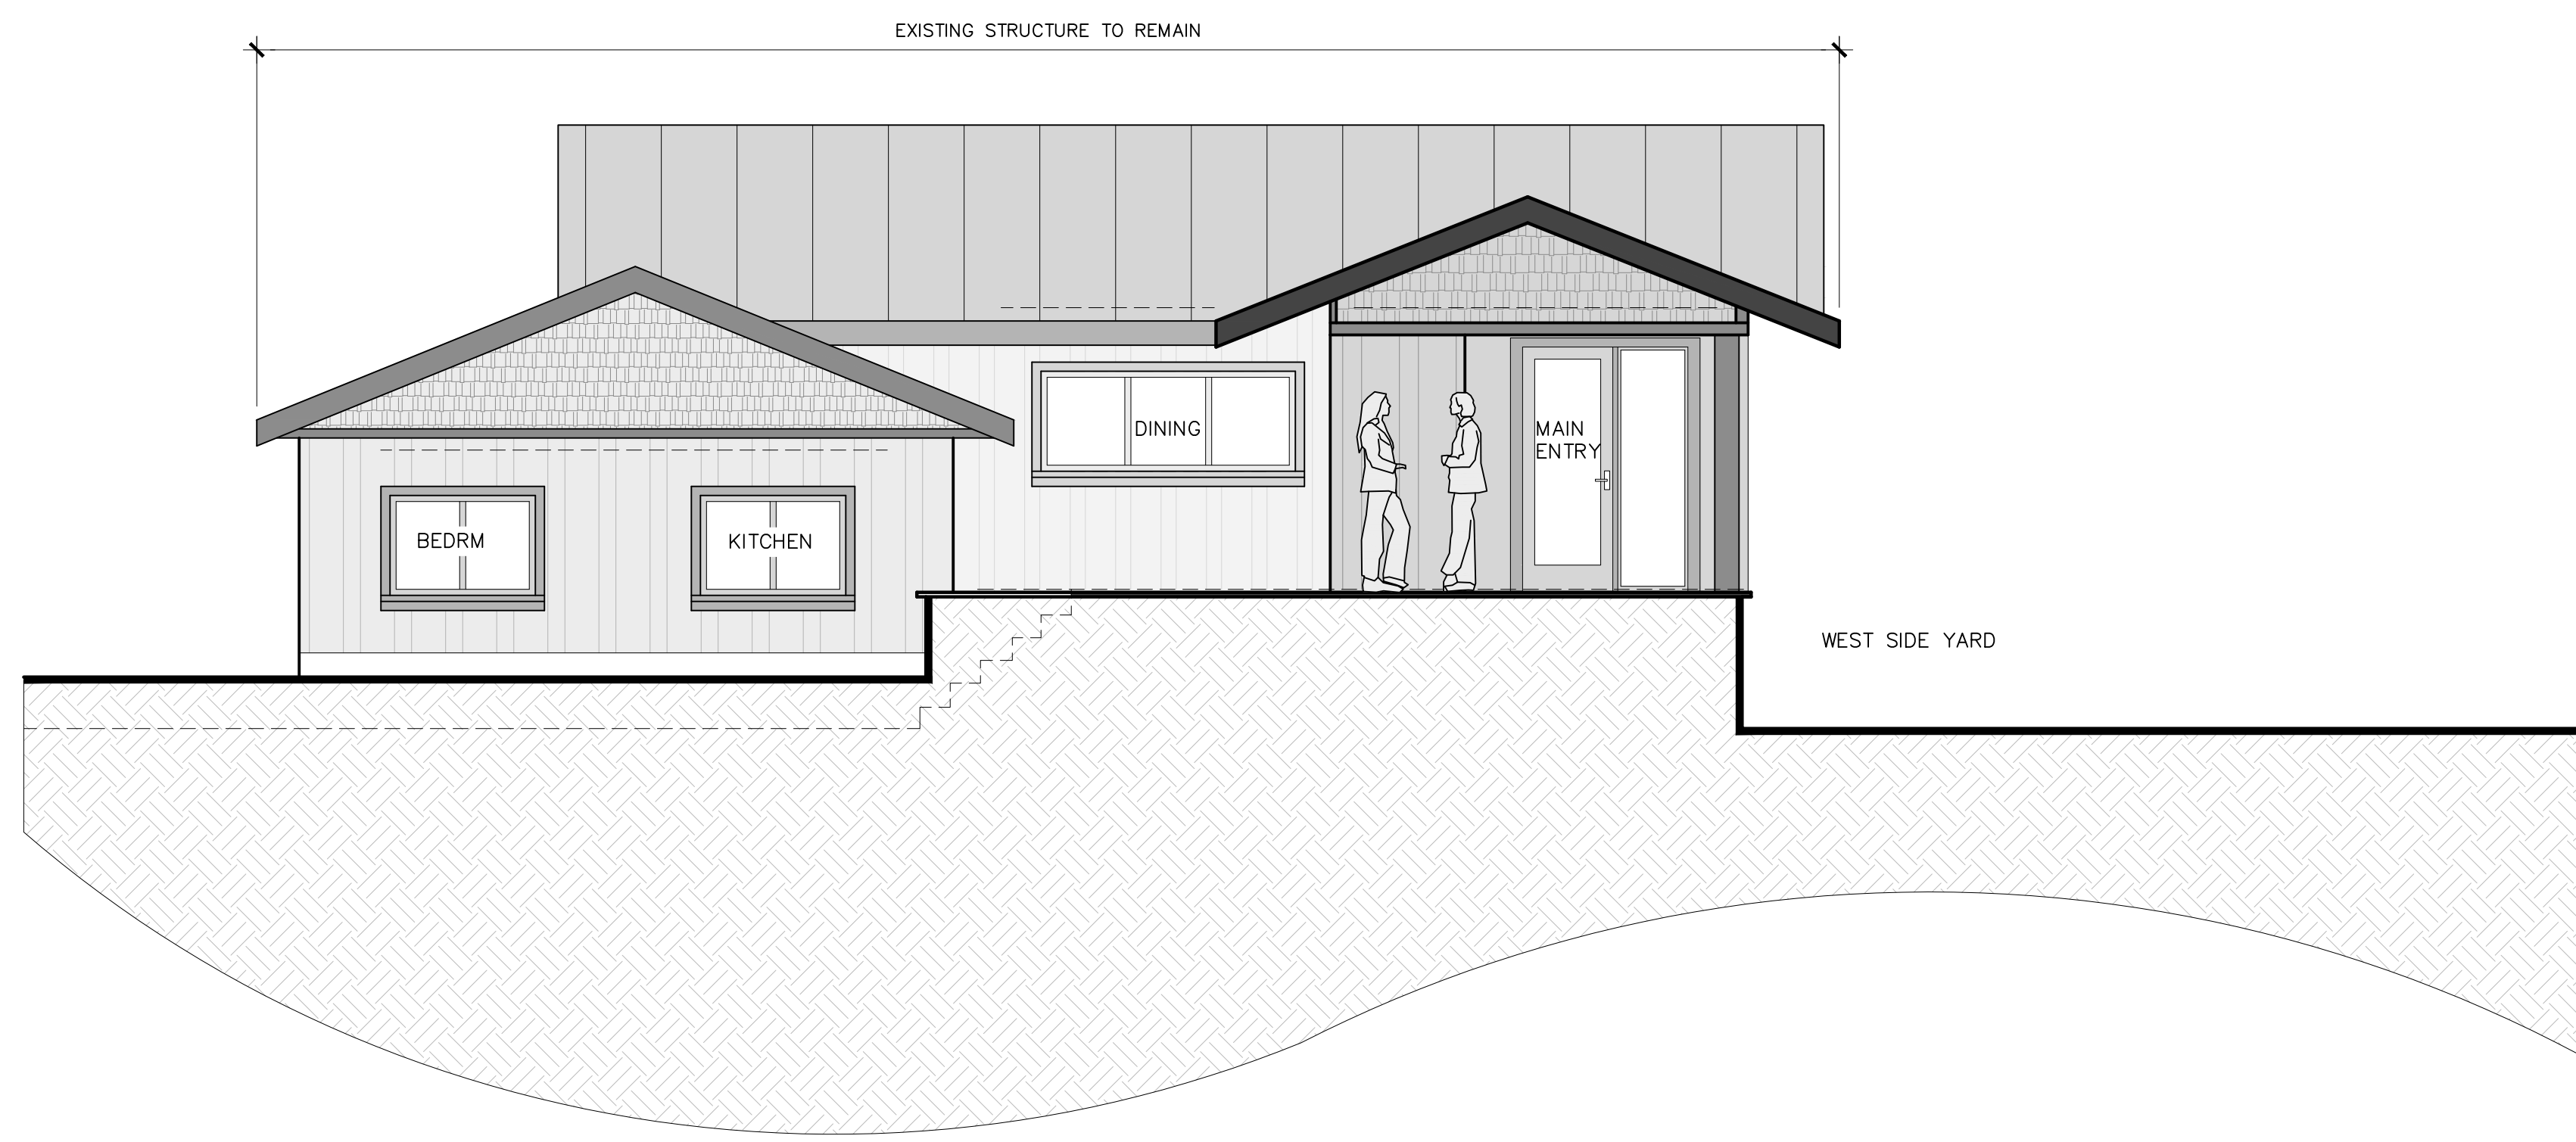 EXISTING STRUCTURE TO REMAIN
DINING
MAIN
ENTRY
BEDRM
KITCHEN
WEST SIDE YARD